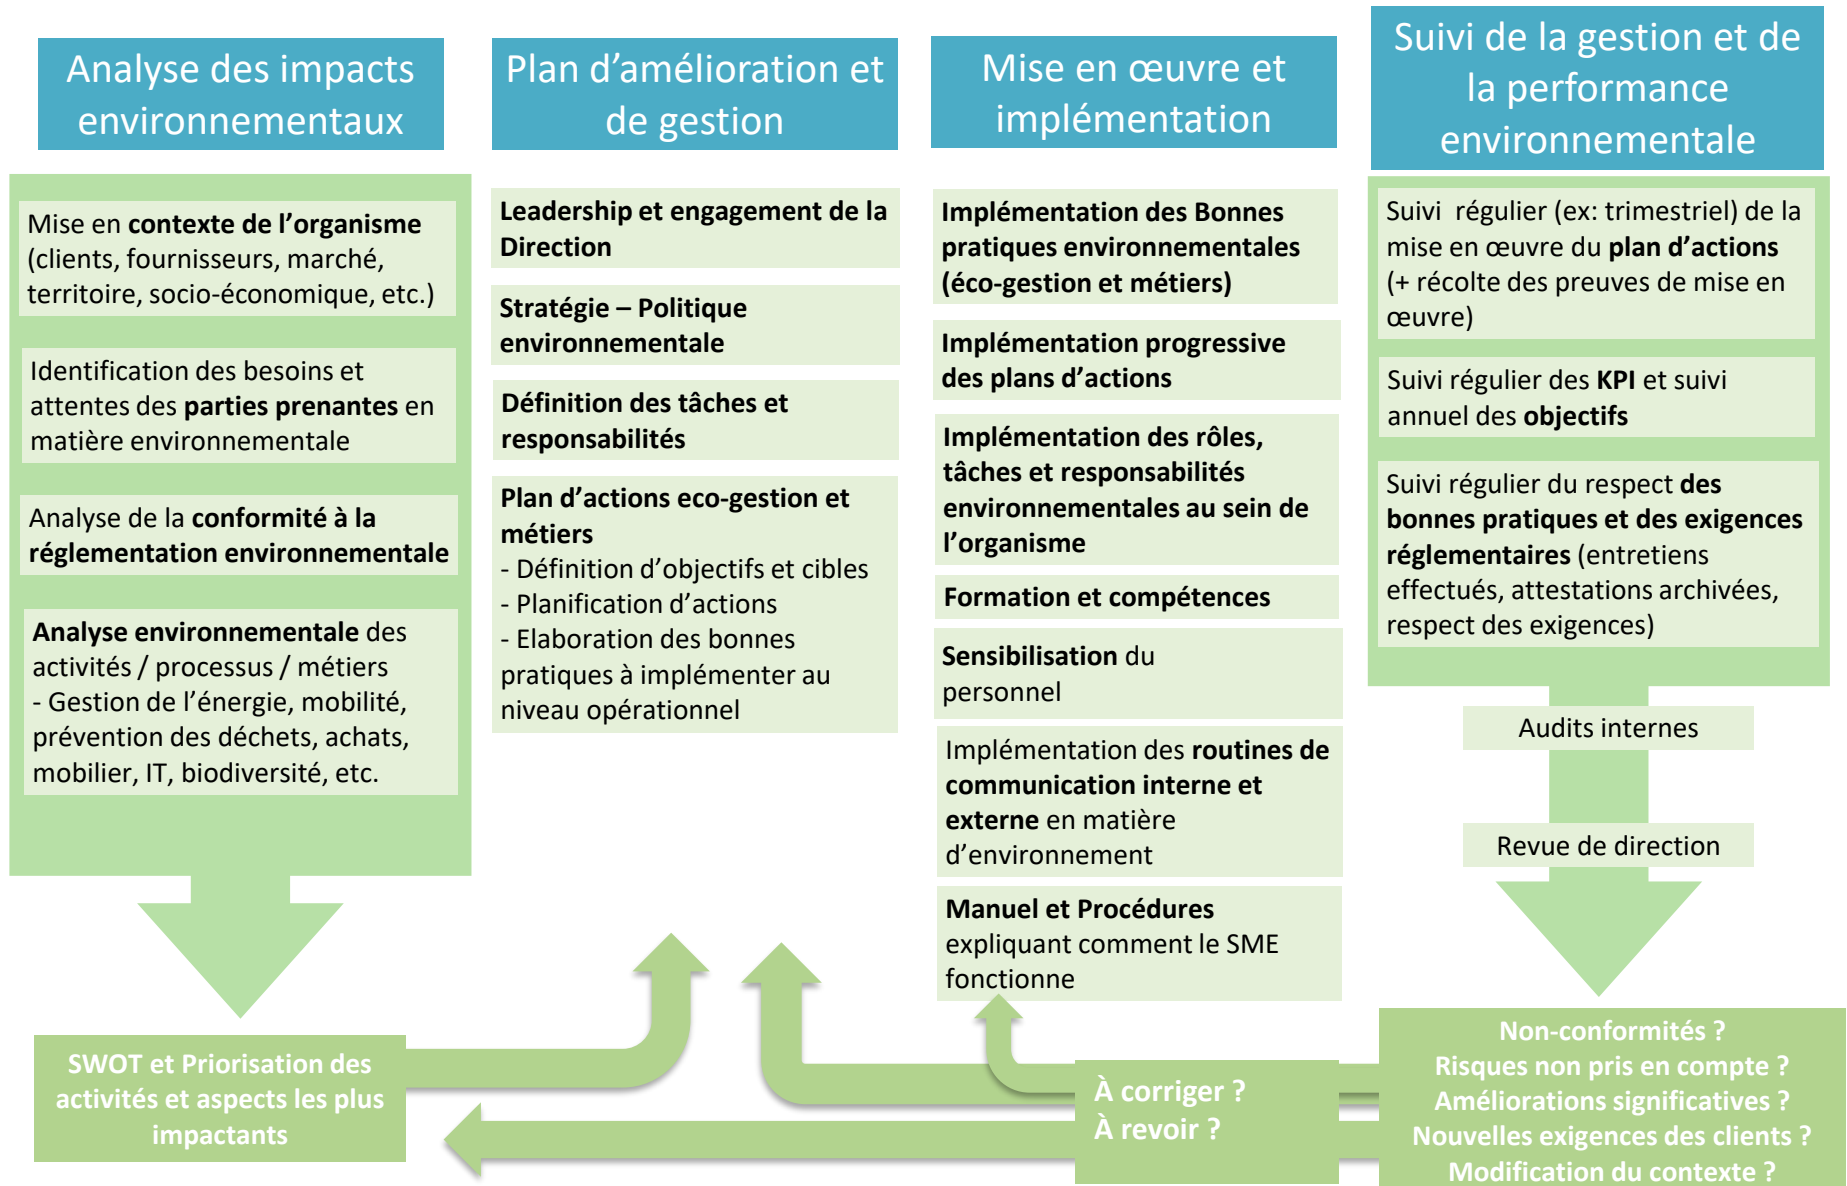 Analyse des impacts
environnementaux
Mise en contexte de l'organisme
(clients, fournisseurs, marché,
territoire, socio-économique, etc.)
Identification des besoins et
attentes des parties prenantes en
matière environnementale
Analyse de la conformité à la
réglementation environnementale
Analyse environnementale des
activités / processus / métiers
- Gestion de l'énergie, mobilité,
prévention des déchets, achats,
mobilier, IT, biodiversité, etc.
SWOT et Priorisation des
activités et aspects les plus
impactants
Plan d'amélioration et
de gestion
Leadership et engagement de la
Direction
Stratégie – Politique
environnementale
Définition des tâches et
responsabilités
Plan d'actions eco-gestion et
métiers
- Définition d'objectifs et cibles
- Planification d'actions
- Elaboration des bonnes
pratiques à implémenter au
niveau opérationnel
Mise en œuvre et
implémentation
Implémentation des Bonnes
pratiques environnementales
(éco-gestion et métiers)
Implémentation progressive
des plans d'actions
Implémentation des rôles,
tâches et responsabilités
environnementales au sein de
l'organisme
Formation et compétences
Sensibilisation du
personnel
Implémentation des routines de
communication interne et
externe en matière
d'environnement
Manuel et Procédures
expliquant comment le SME
fonctionne
À corriger ?
À revoir ?
Suivi de la gestion et de
la performance
environnementale
Suivi  régulier (ex: trimestriel) de la
mise en œuvre du plan d'actions
(+ récolte des preuves de mise en
œuvre)
Suivi régulier des KPI et suivi
annuel des objectifs
Suivi régulier du respect des
bonnes pratiques et des exigences
réglementaires (entretiens
effectués, attestations archivées,
respect des exigences)
Audits internes
Revue de direction
Non-conformités ?
Risques non pris en compte ?
Améliorations significatives ?
Nouvelles exigences des clients ?
Modification du contexte ?